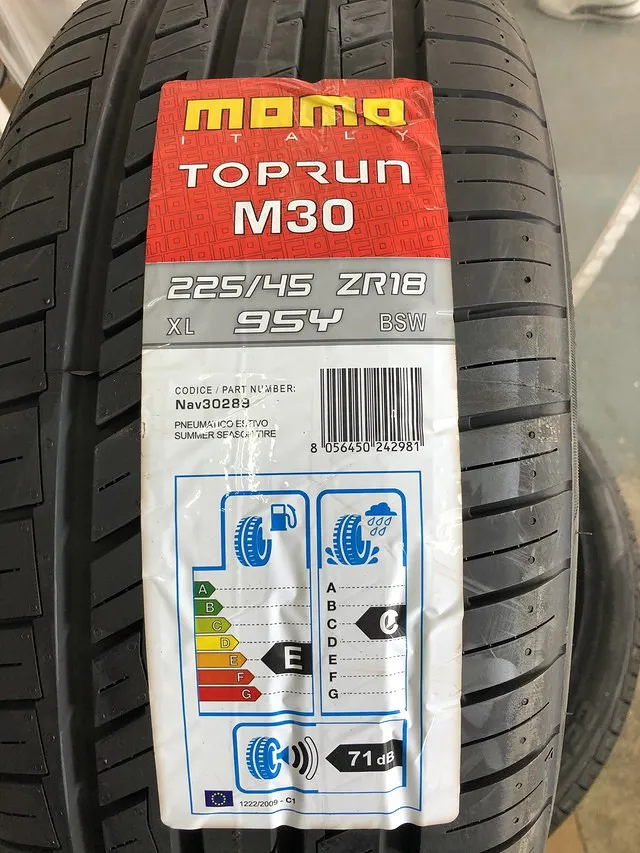 MOMO
ITALY
TOPRUN
M30
225/45 ZR18
XL 95Y BSW
CODICE / PART NUMBER:
Nav30289
PNEUMATICO ESTIVO
SUMMER SEASON TIRE
8 056450 242981
A
B
C
D
E
F
G
E
A
B
C
D
E
F
G
C
71 dB
1222/2009 - C1